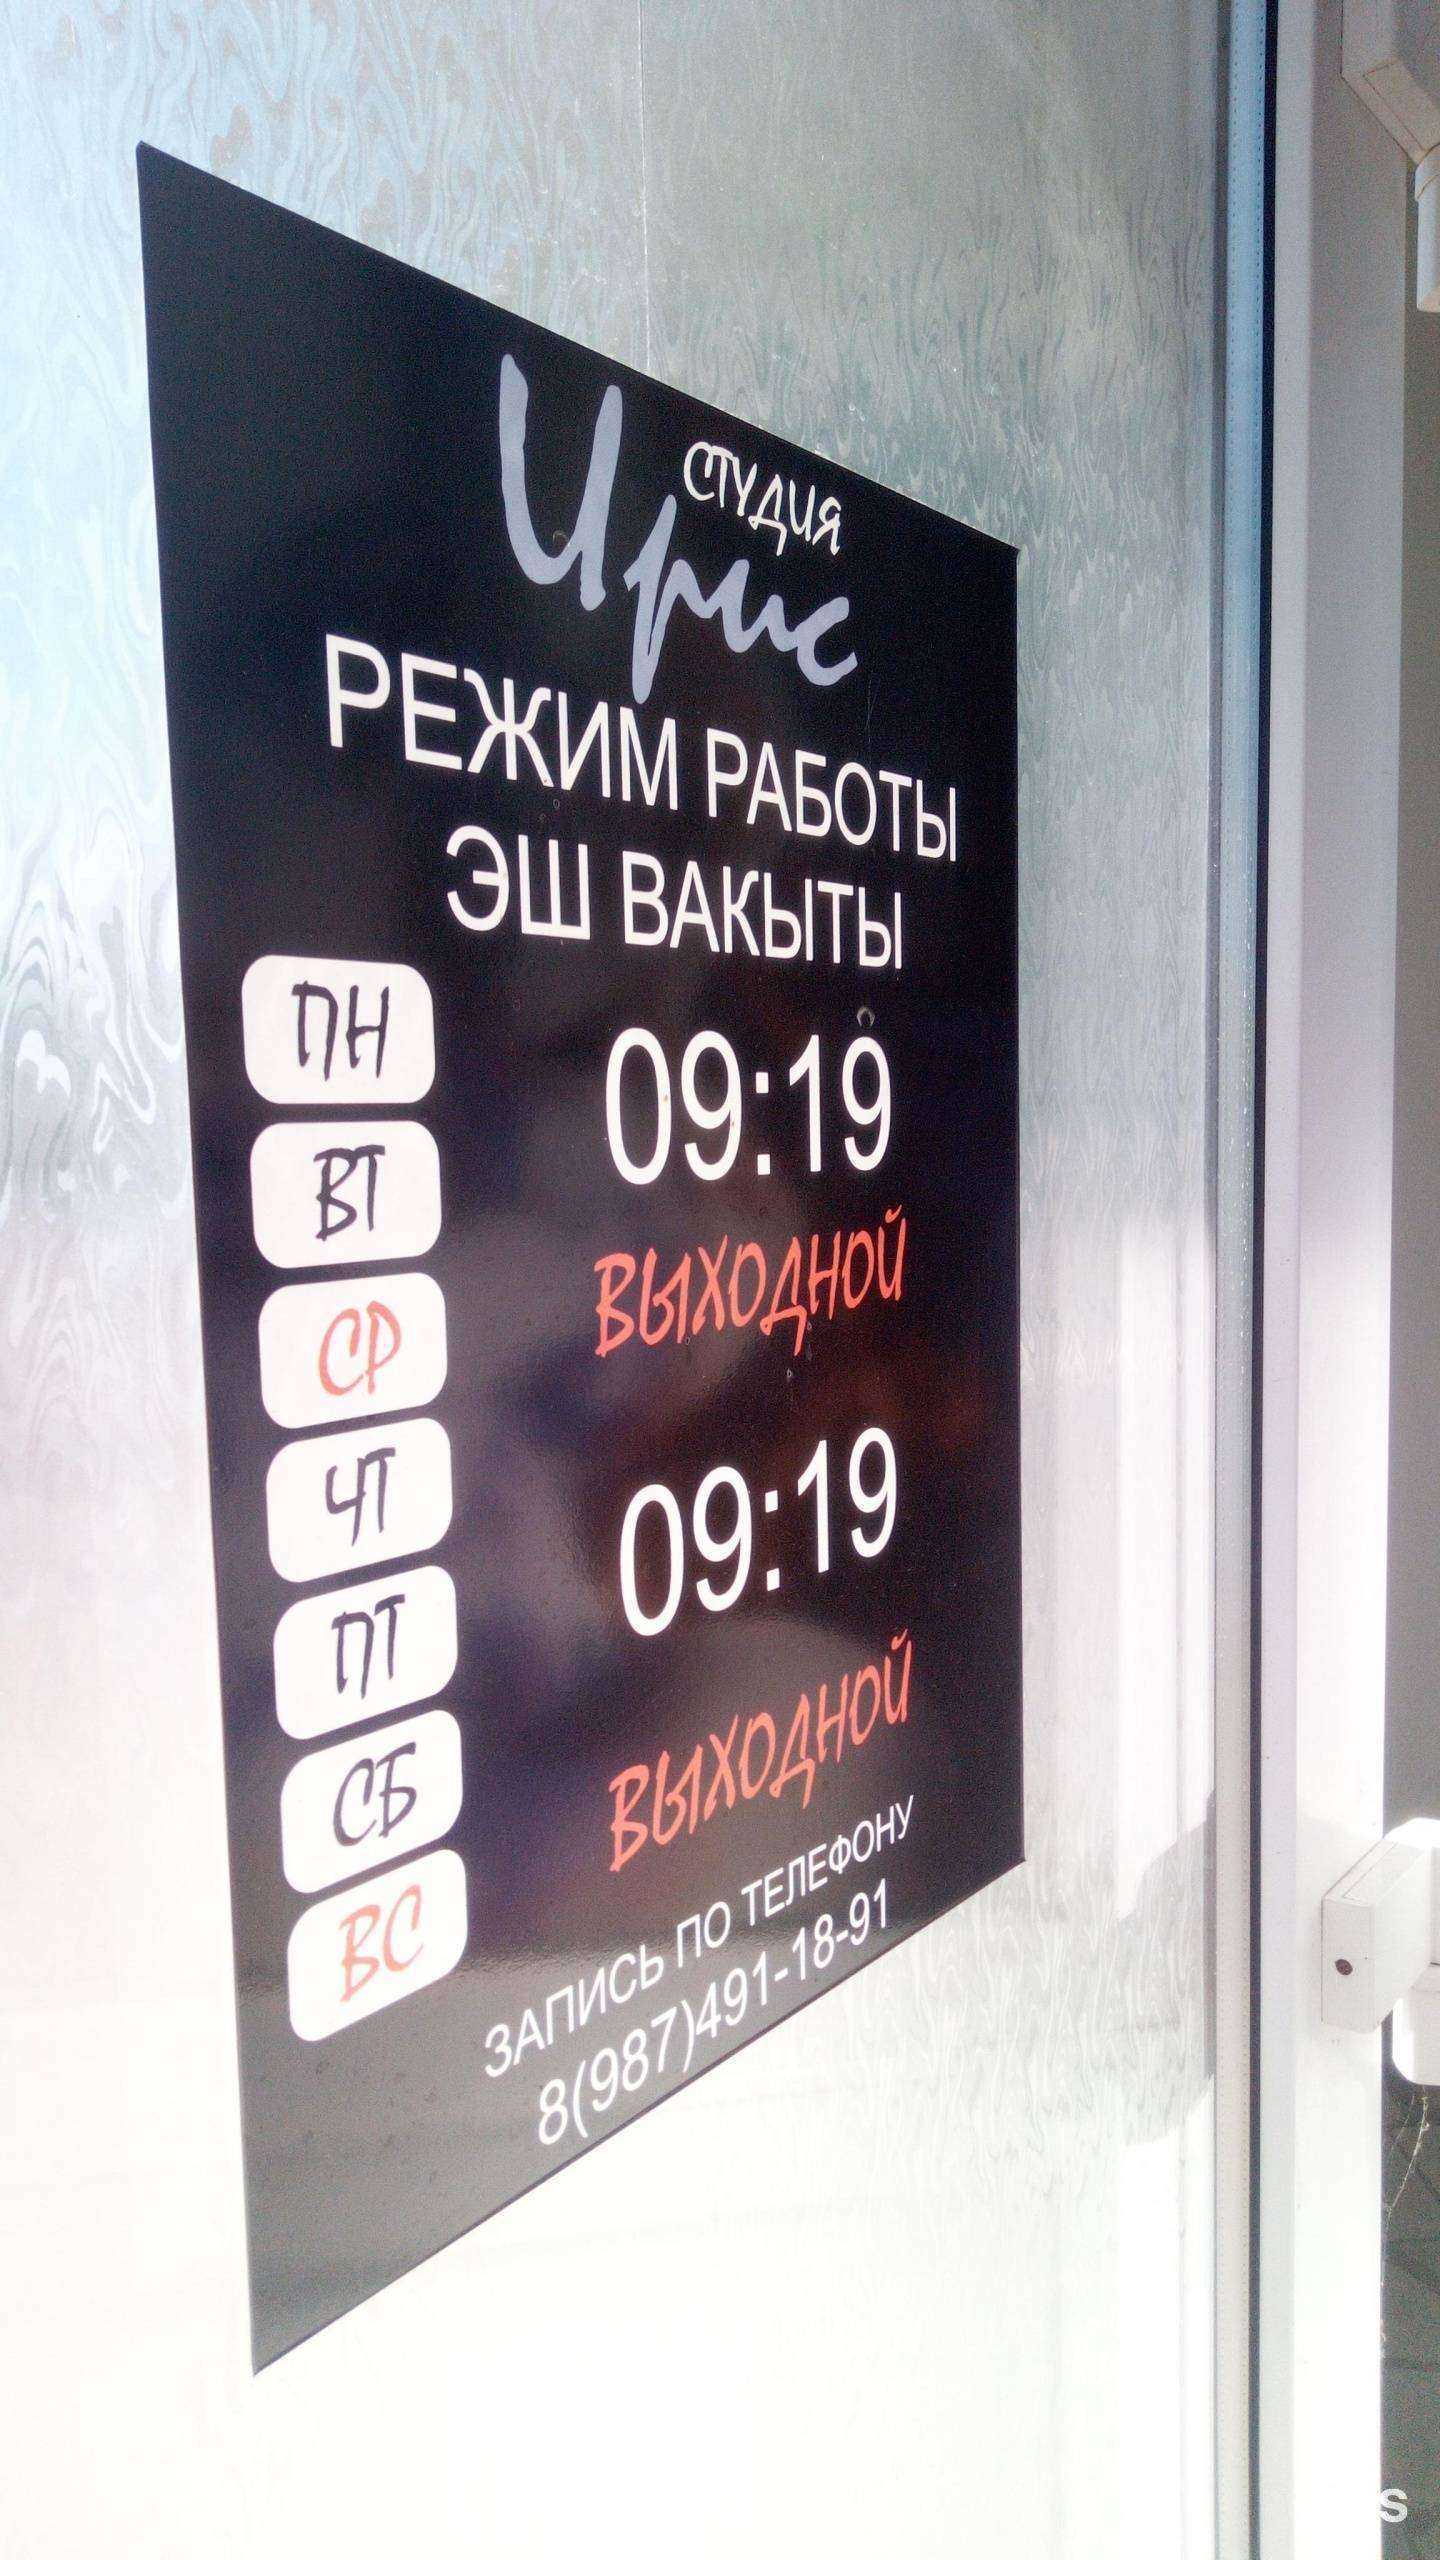 СТУДИЯ
Ирис
РЕЖИМ РАБОТЫ
ЭШ ВАКЫТЫ
ПН
ВТ
09:19
СР
ВЫХОДНОЙ
ЧТ
ПТ
СБ
09:19
ВС
ВЫХОДНОЙ
ЗАПИСЬ ПО ТЕЛЕФОНУ
8(987)491-18-91